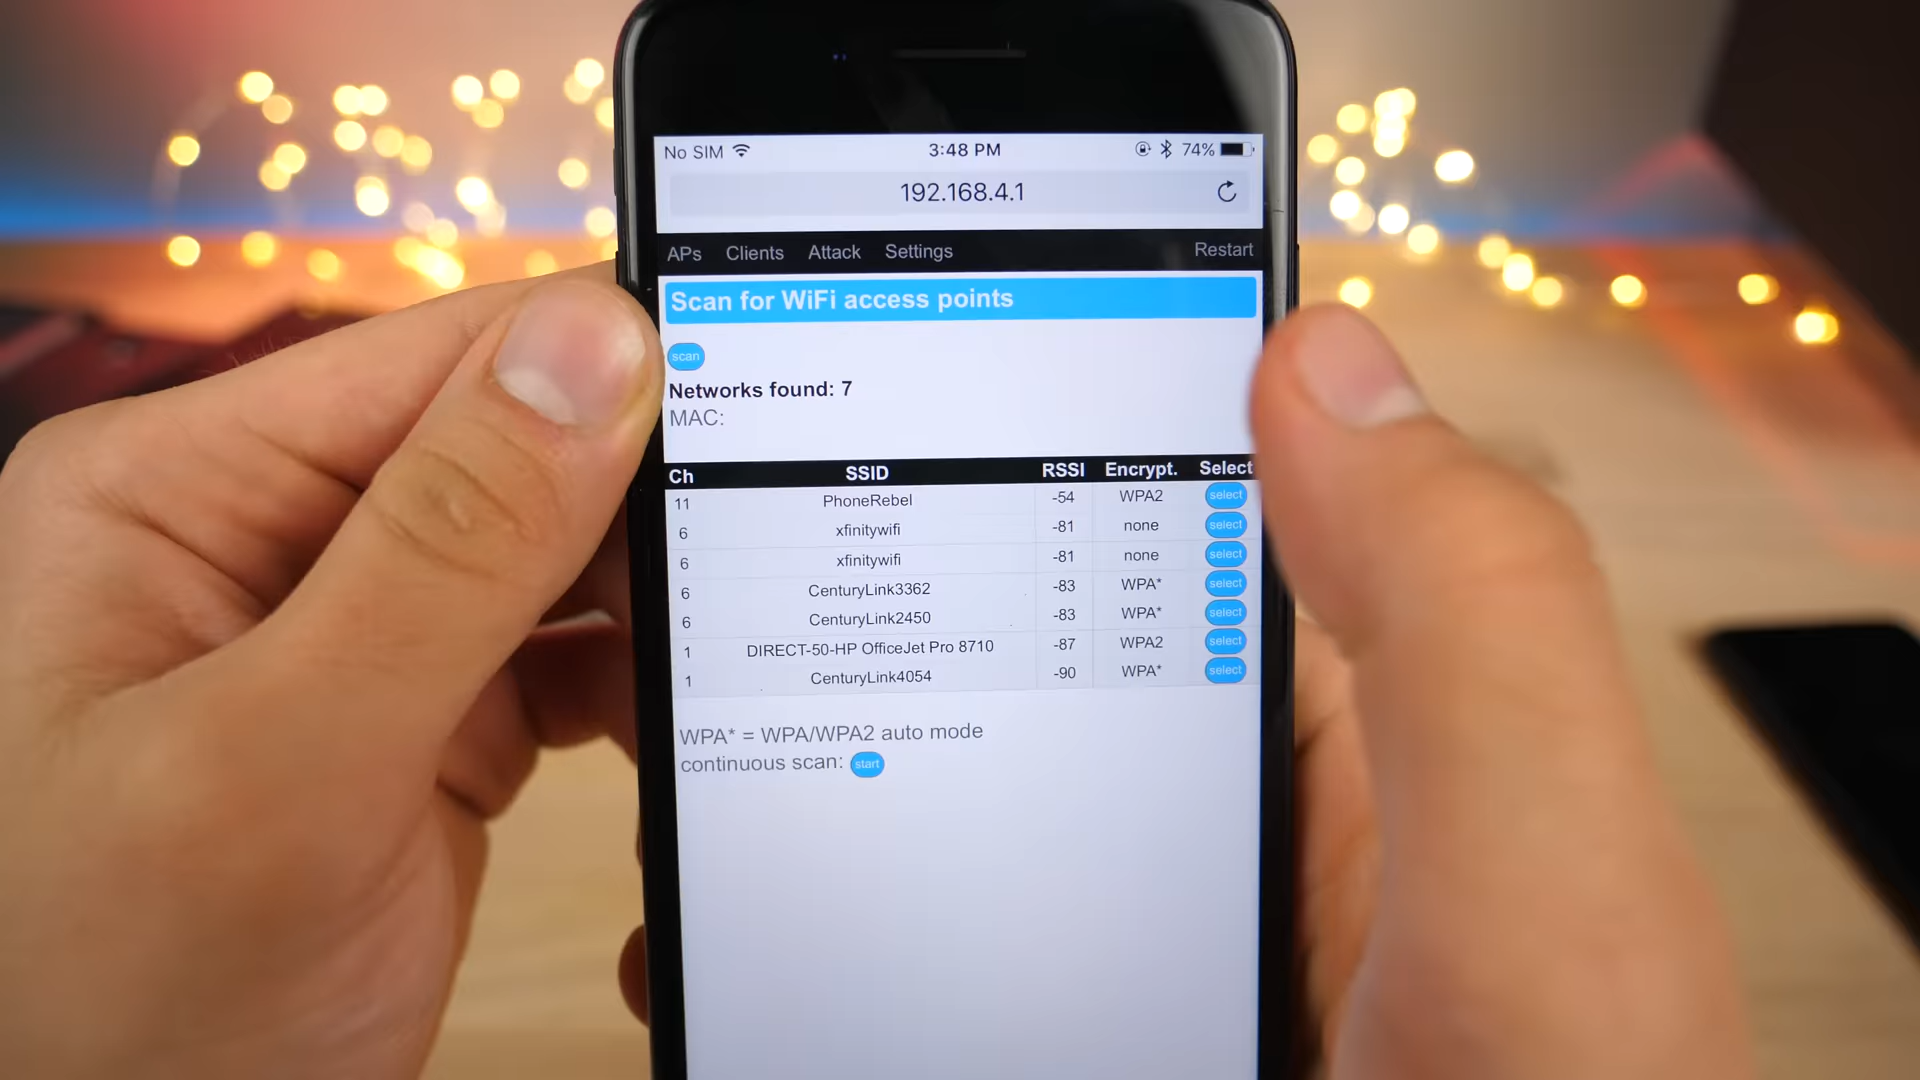 No SIM 3:48 PM 74%
192.168.4.1
APs Clients Attack Settings Restart
Scan for WiFi access points
scan
Networks found: 7
MAC:
Ch SSID RSSI Encrypt. Select
11 PhoneRebel -54 WPA2 select
6 xfinitywifi -81 none select
6 xfinitywifi -81 none select
6 CenturyLink3362 -83 WPA* select
6 CenturyLink2450 -83 WPA* select
1 DIRECT-50-HP OfficeJet Pro 8710 -87 WPA2 select
1 CenturyLink4054 -90 WPA* select
WPA* = WPA/WPA2 auto mode
continuous scan: start